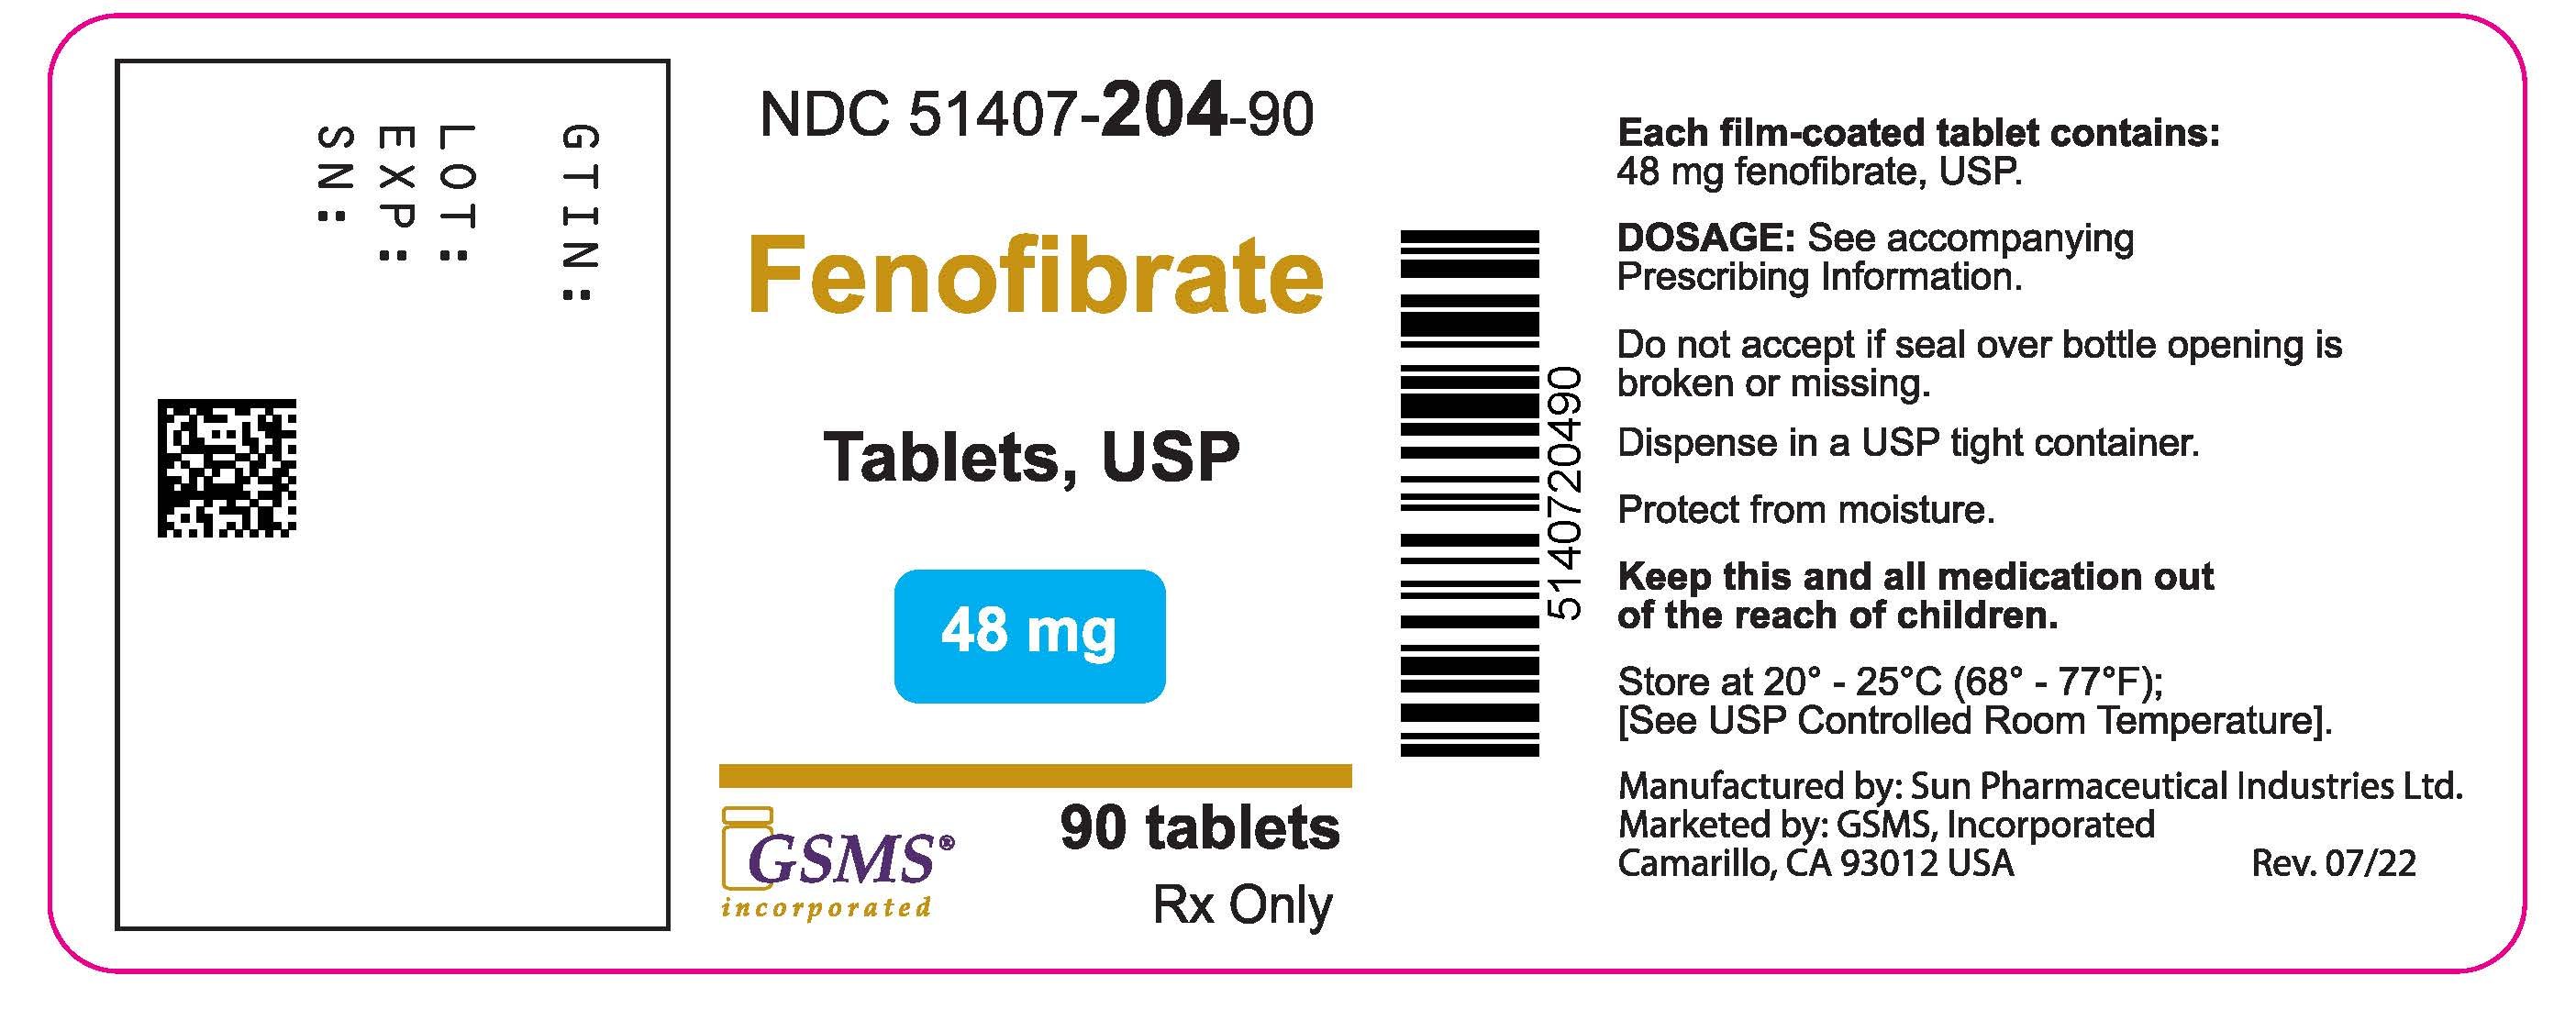 GTIN:
LOT:
EXP:
SN:
NDC 51407-204-90
Fenofibrate
Tablets, USP
48 mg
GSMS®
incorporated
90 tablets
Rx Only
5140720490
Each film-coated tablet contains:
48 mg fenofibrate, USP.
DOSAGE: See accompanying
Prescribing Information.
Do not accept if seal over bottle opening is
broken or missing.
Dispense in a USP tight container.
Protect from moisture.
Keep this and all medication out
of the reach of children.
Store at 20° - 25°C (68° - 77°F);
[See USP Controlled Room Temperature].
Manufactured by: Sun Pharmaceutical Industries Ltd.
Marketed by: GSMS, Incorporated
Camarillo, CA 93012 USA Rev. 07/22